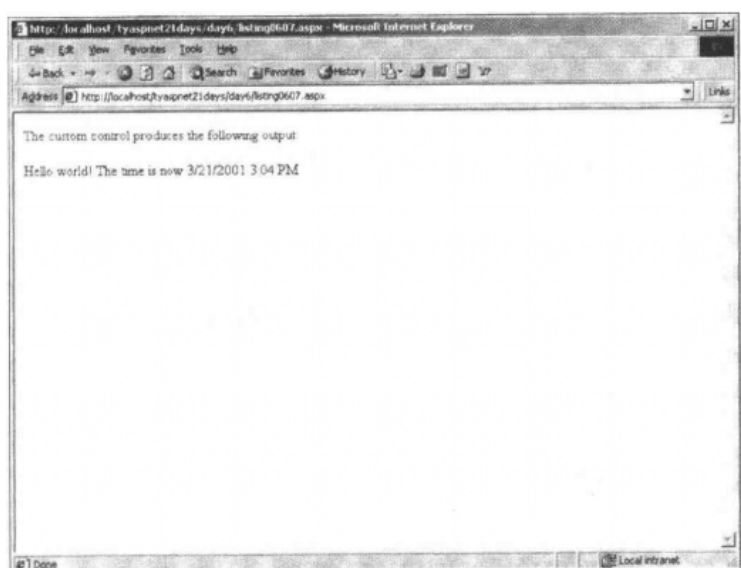 http://localhost/tyaspnet21days/day6/listing0607.aspx - Microsoft Internet Explorer
File Edit View Favorites Tools Help
Back Search Favorites History
Address http://localhost/tyaspnet21days/day6/listing0607.aspx Links
The custom control produces the following output:
Hello world! The time is now 3/21/2001 3:04 PM
Done Local intranet